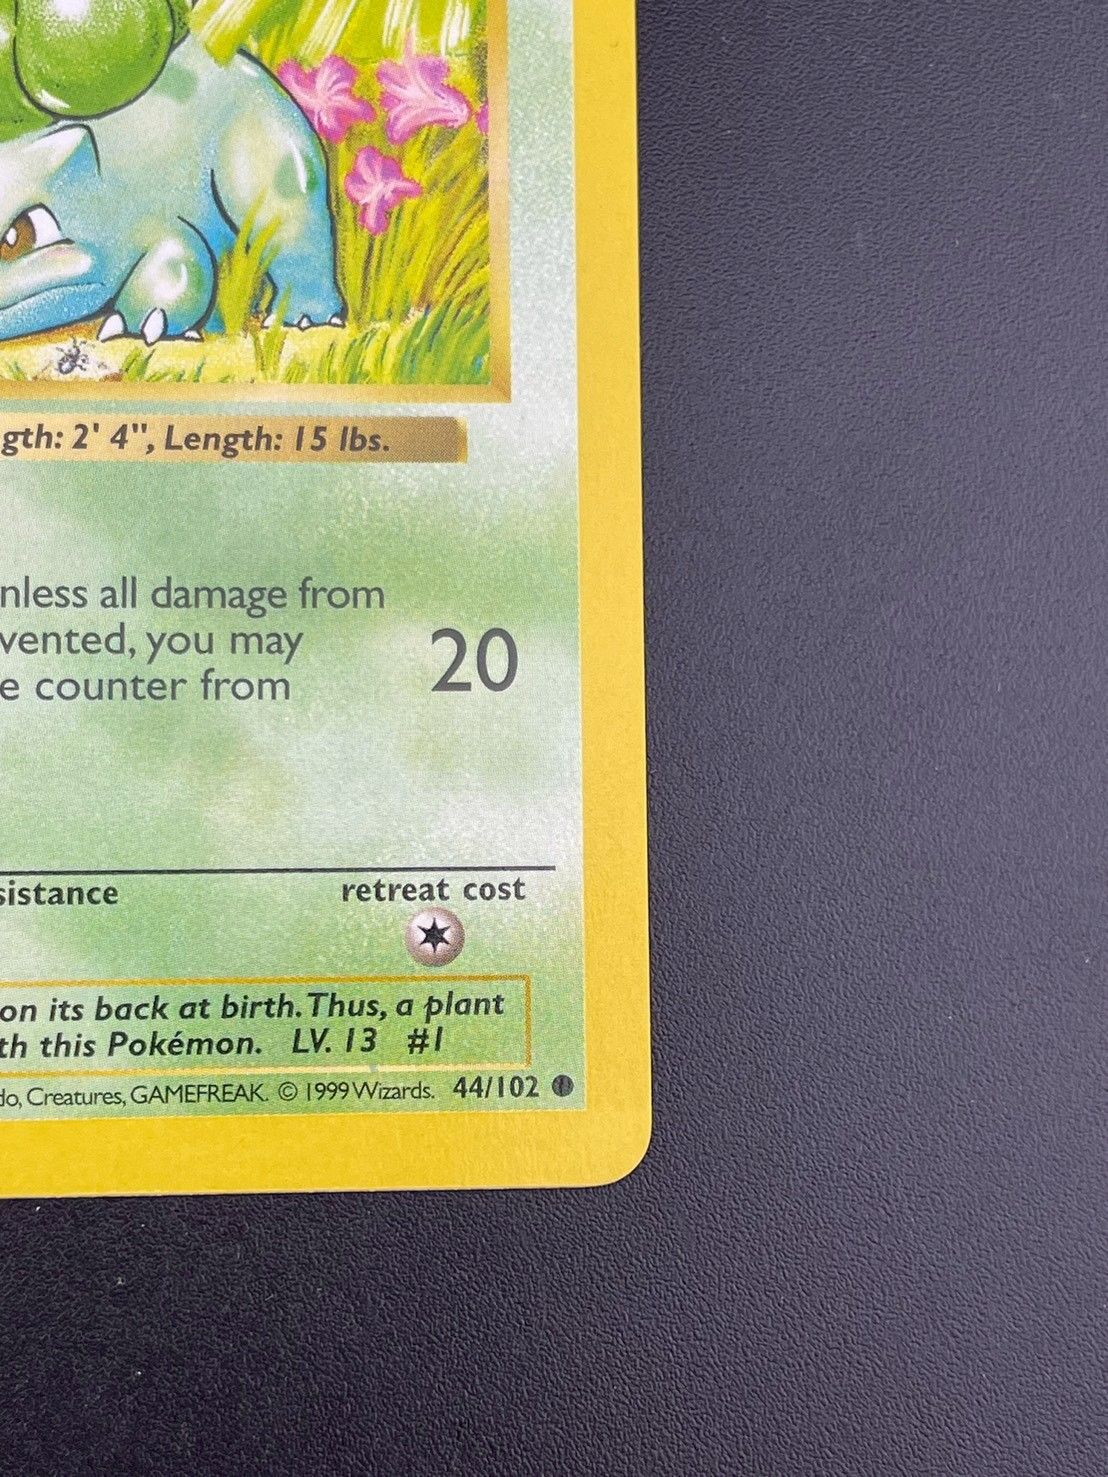 gth: 2' 4", Length: 15 lbs.
nless all damage from
vented, you may
e counter from
20
sistance
retreat cost
on its back at birth. Thus, a plant
th this Pokémon. LV. 13 #1
do, Creatures, GAMEFREAK. © 1999 Wizards. 44/102